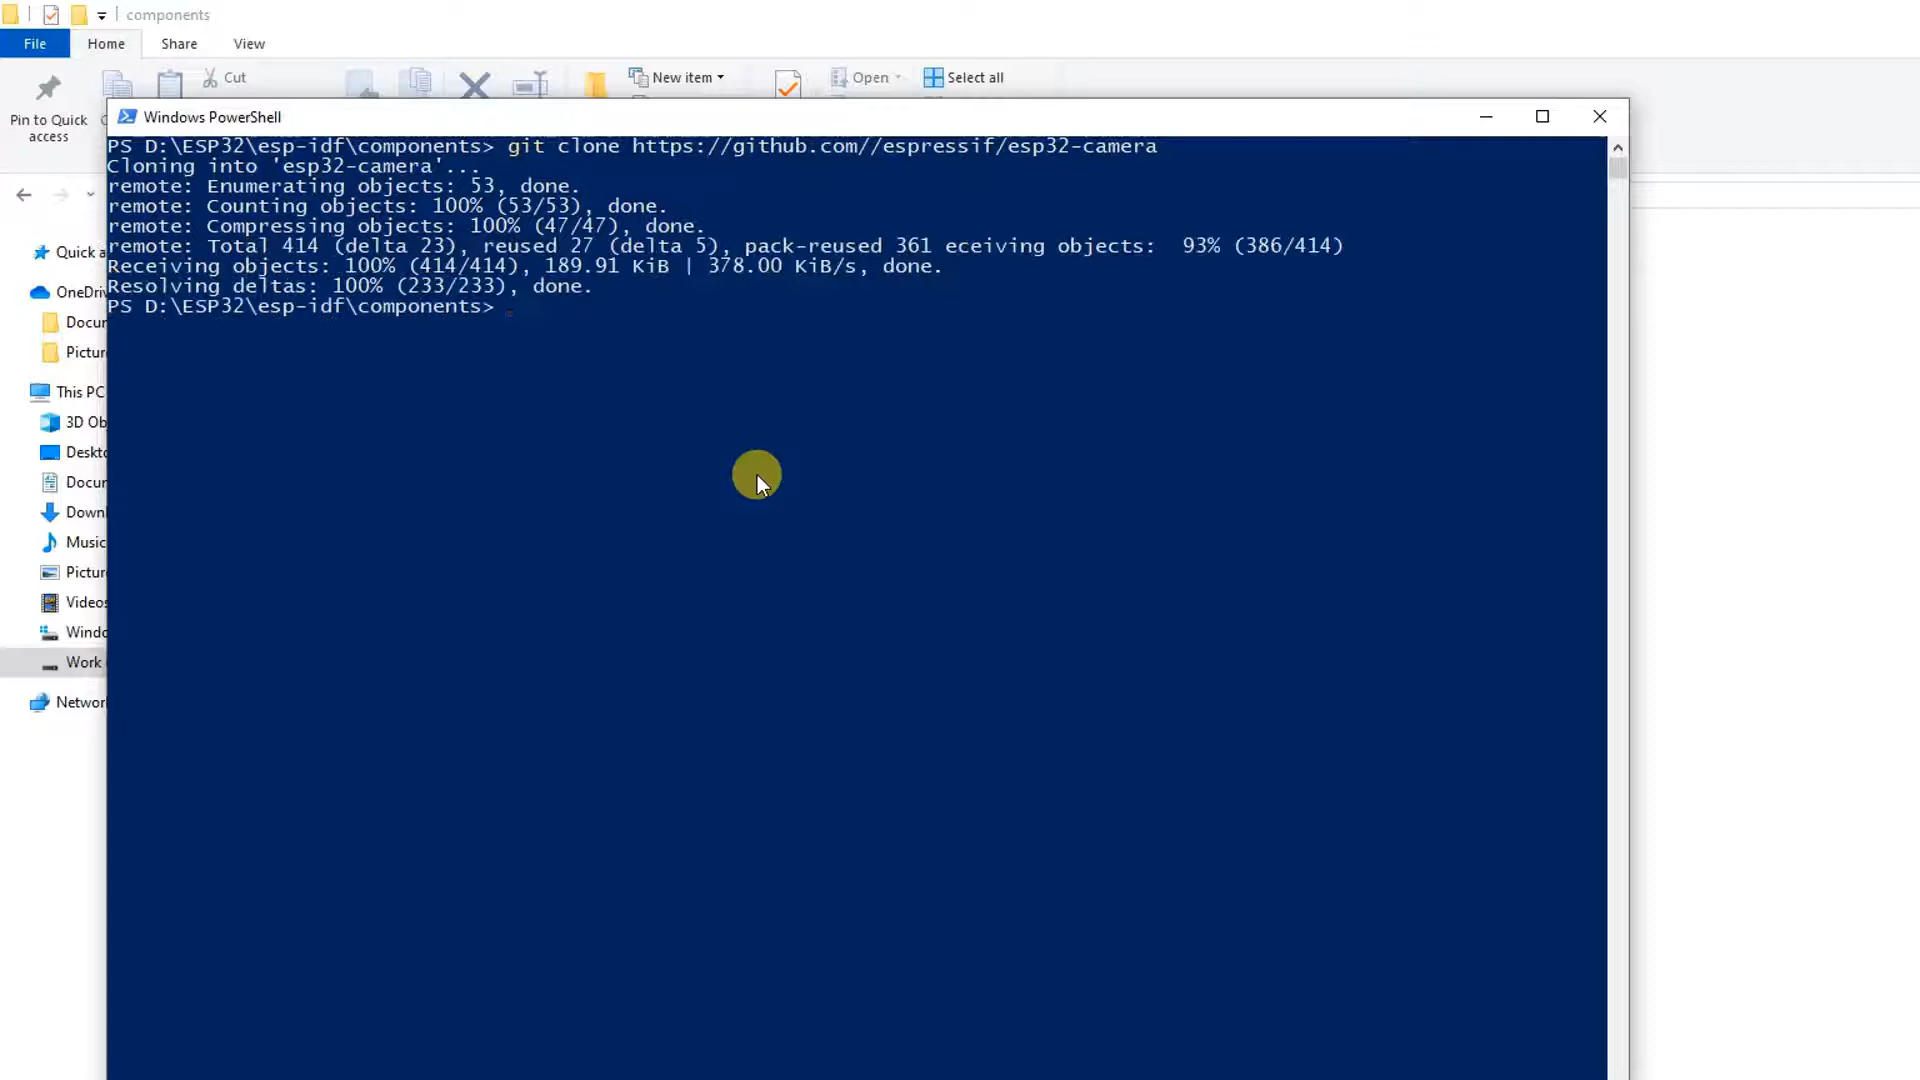 components
File
Home
Share
View
Cut
New item
Open
Select all
Pin to Quick
access
Windows PowerShell
PS D:\ESP32\esp-idf\components> git clone https://github.com//espressif/esp32-camera
Cloning into 'esp32-camera'...
remote: Enumerating objects: 53, done.
remote: Counting objects: 100% (53/53), done.
remote: Compressing objects: 100% (47/47), done.
remote: Total 414 (delta 23), reused 27 (delta 5), pack-reused 361 eceiving objects:  93% (386/414)
Receiving objects: 100% (414/414), 189.91 KiB | 378.00 KiB/s, done.
Resolving deltas: 100% (233/233), done.
PS D:\ESP32\esp-idf\components>
Quick a
OneDriv
Docur
Pictur
This PC
3D Ob
Deskto
Docur
Downl
Music
Pictur
Videos
Windo
Work
Networ